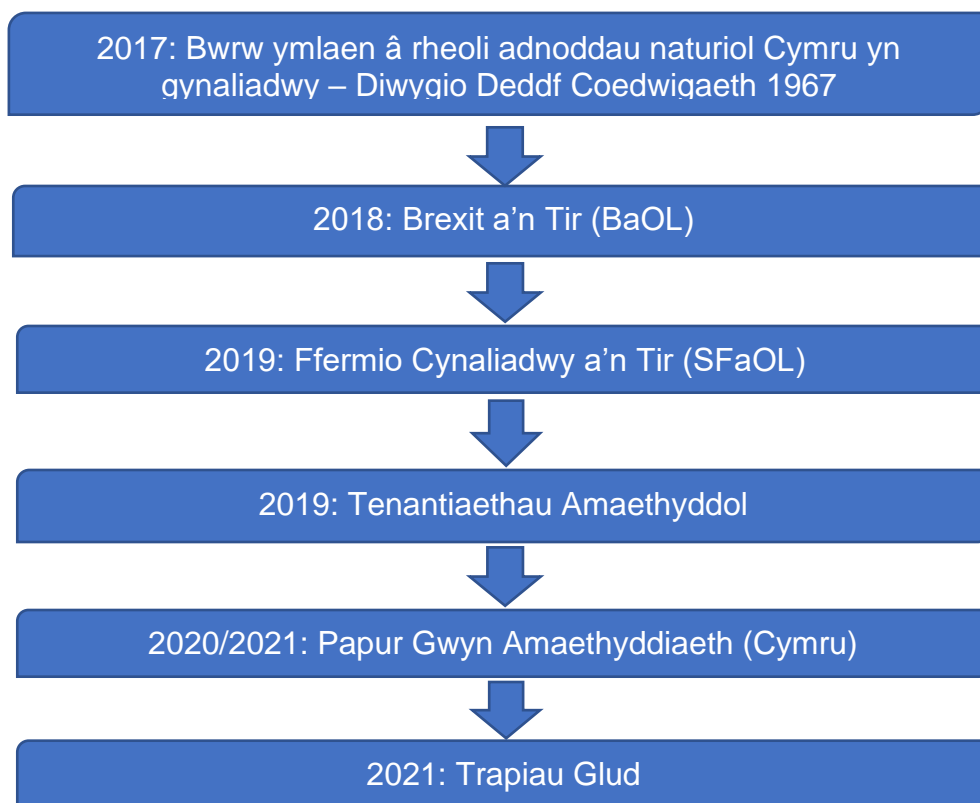 2017: Bwrw ymlaen â rheoli adnoddau naturiol Cymru yn
gynaliadwy – Diwygio Deddf Coedwigaeth 1967
2018: Brexit a’n Tir (BaOL)
2019: Ffermio Cynaliadwy a’n Tir (SFaOL)
2019: Tenantiaethau Amaethyddol
2020/2021: Papur Gwyn Amaethyddiaeth (Cymru)
2021: Trapiau Glud